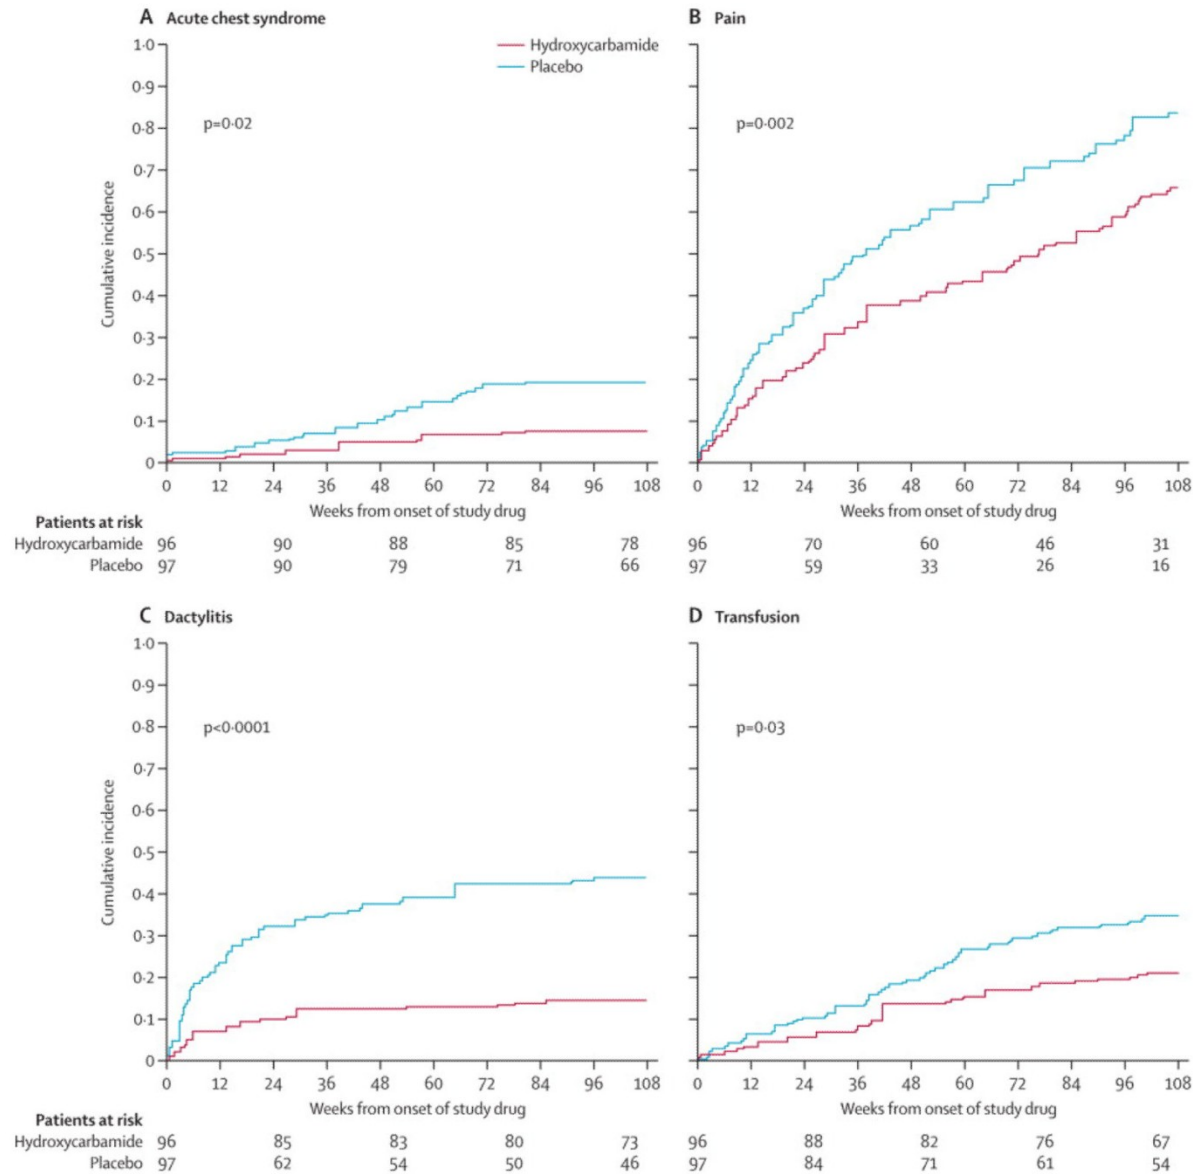 A Acute chest syndrome
Hydroxycarbamide
Placebo
p=0·02
Cumulative incidence
1·0
0·9
0·8
0·7
0·6
0·5
0·4
0·3
0·2
0·1
0
0 12 24 36 48 60 72 84 96 108
Weeks from onset of study drug
Patients at risk
Hydroxycarbamide 96 90 88 85 78
Placebo 97 90 79 71 66
B Pain
p=0·002
0 12 24 36 48 60 72 84 96 108
Weeks from onset of study drug
96 70 60 46 31
97 59 33 26 16
C Dactylitis
p<0·0001
Cumulative incidence
1·0
0·9
0·8
0·7
0·6
0·5
0·4
0·3
0·2
0·1
0
0 12 24 36 48 60 72 84 96 108
Weeks from onset of study drug
Patients at risk
Hydroxycarbamide 96 85 83 80 73
Placebo 97 62 54 50 46
D Transfusion
p=0·03
0 12 24 36 48 60 72 84 96 108
Weeks from onset of study drug
96 88 82 76 67
97 84 71 61 54